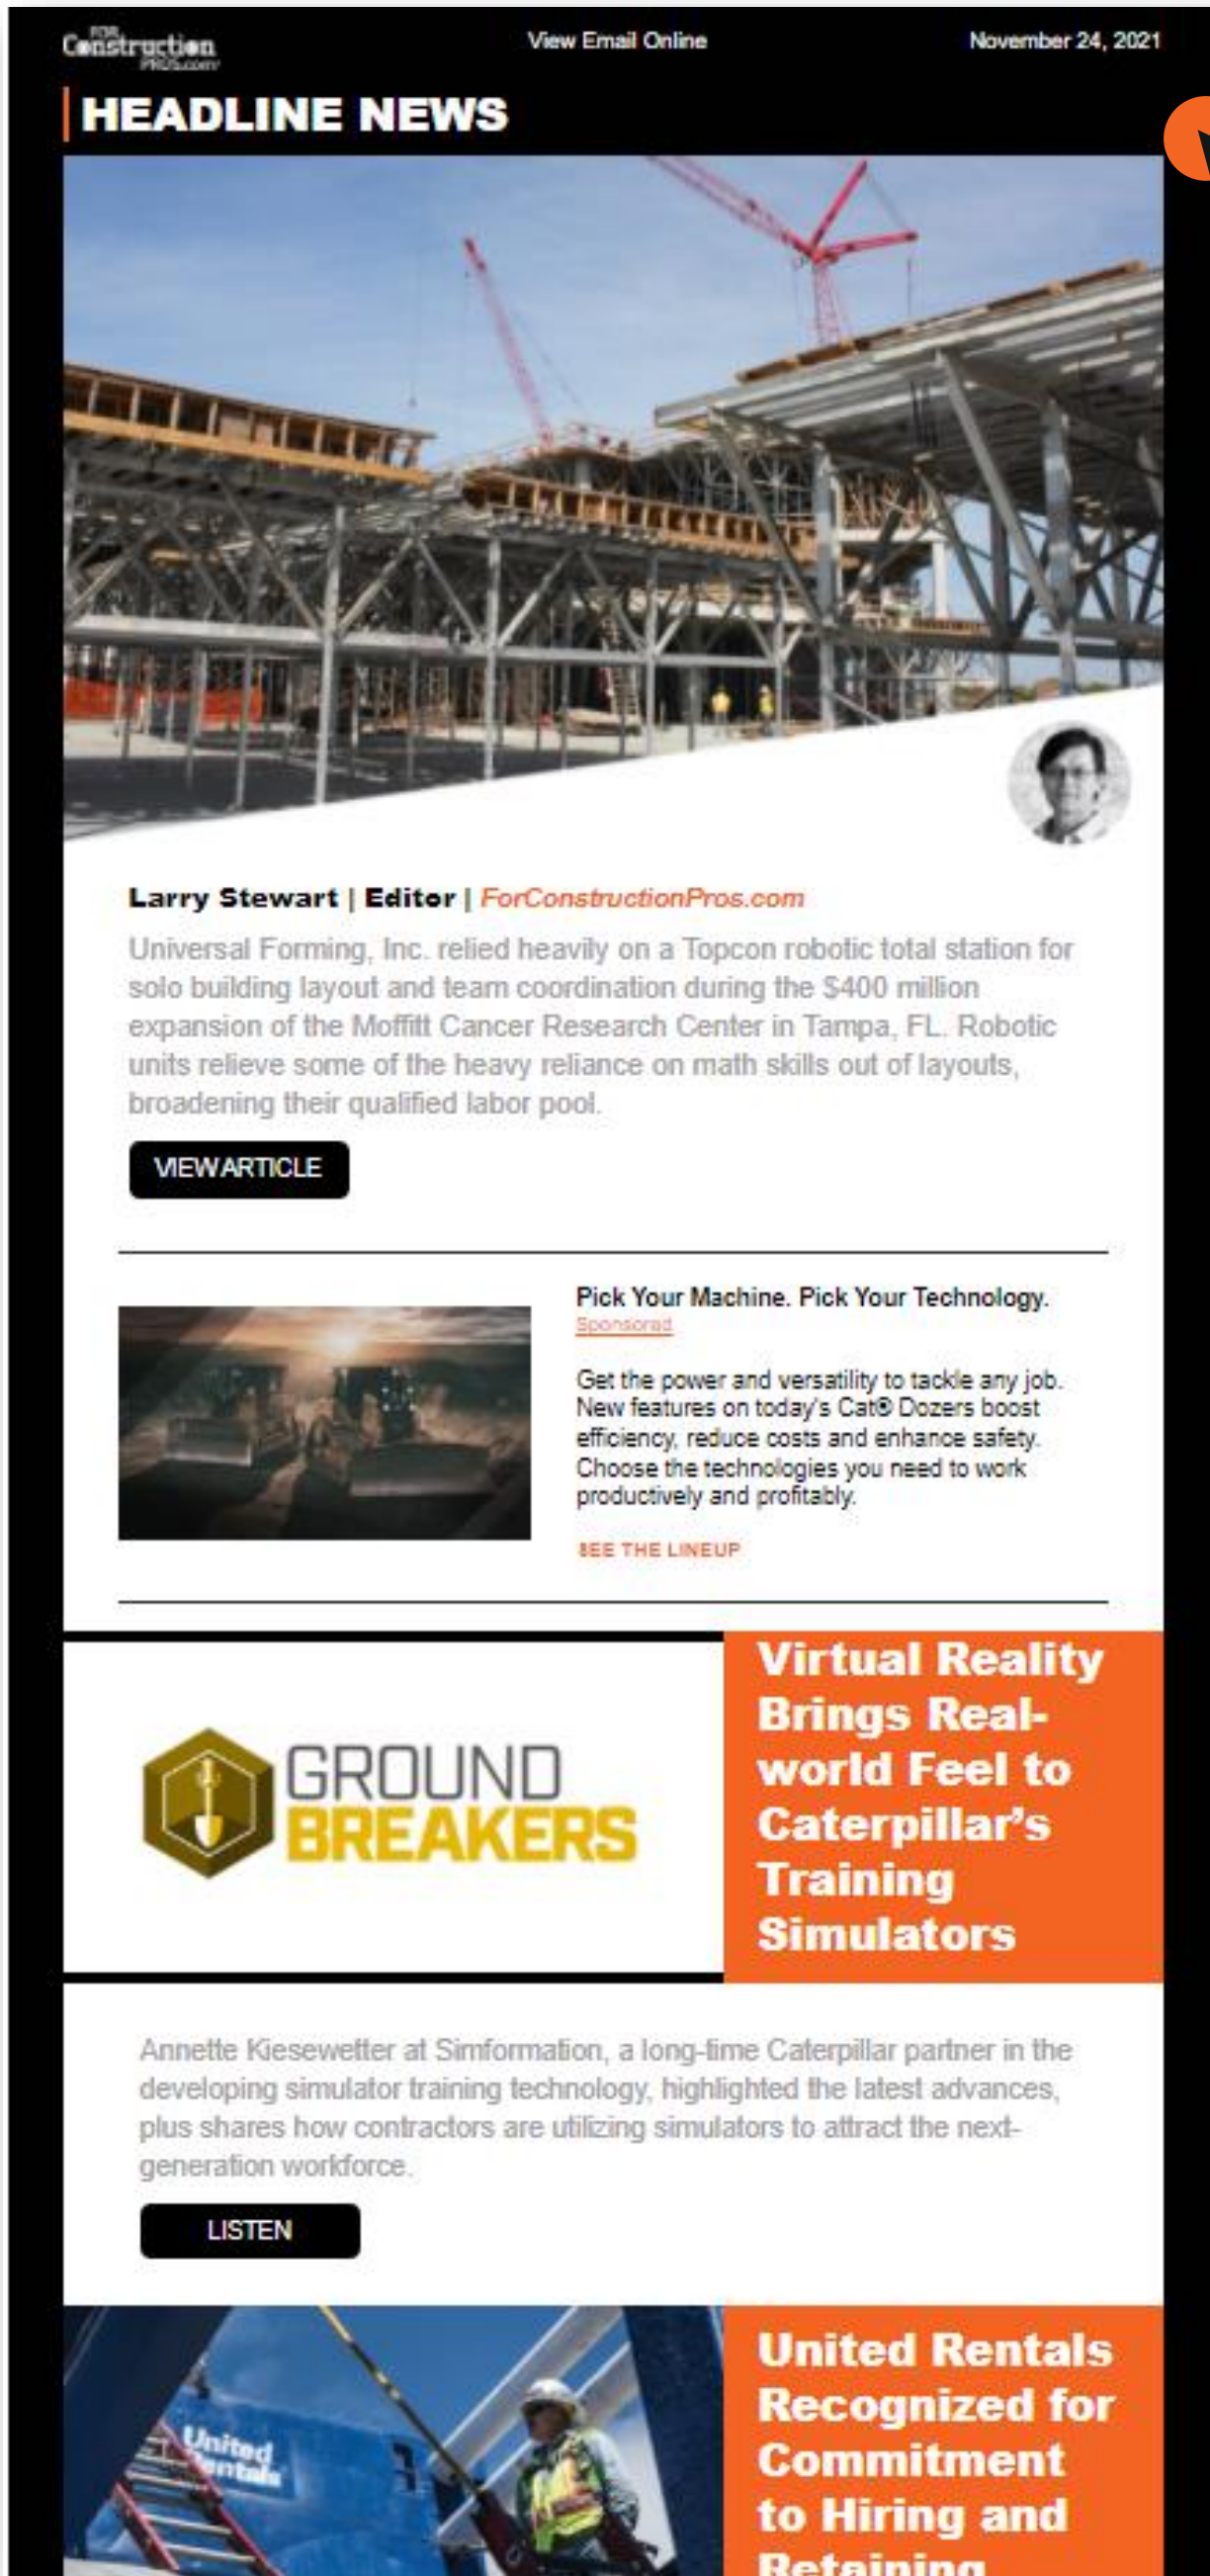 FOR
Construction
PROS.com
View Email Online
November 24, 2021
HEADLINE NEWS
Larry Stewart | Editor | ForConstructionPros.com
Universal Forming, Inc. relied heavily on a Topcon robotic total station for
solo building layout and team coordination during the $400 million
expansion of the Moffitt Cancer Research Center in Tampa, FL. Robotic
units relieve some of the heavy reliance on math skills out of layouts,
broadening their qualified labor pool.
VIEW ARTICLE
Pick Your Machine. Pick Your Technology.
Sponsored
Get the power and versatility to tackle any job.
New features on today's Cat® Dozers boost
efficiency, reduce costs and enhance safety.
Choose the technologies you need to work
productively and profitably.
SEE THE LINEUP
GROUND
BREAKERS
Virtual Reality
Brings Real-
world Feel to
Caterpillar's
Training
Simulators
Annette Kiesewetter at Simformation, a long-time Caterpillar partner in the
developing simulator training technology, highlighted the latest advances,
plus shares how contractors are utilizing simulators to attract the next-
generation workforce.
LISTEN
United
Rentals
United Rentals
Recognized for
Commitment
to Hiring and
Retaining